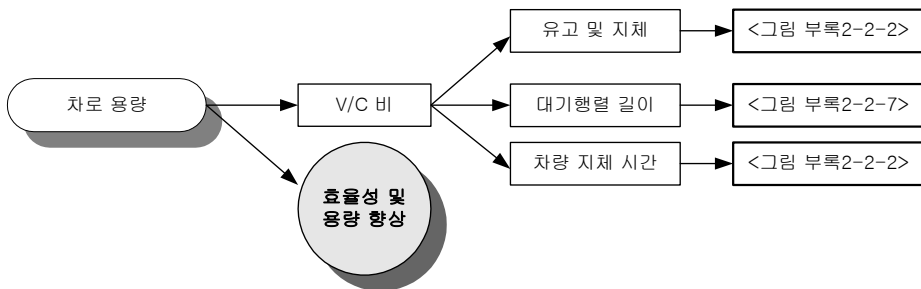 유고 및 지체
<그림 부록2-2-2>
차로 용량
V/C 비
대기행렬 길이
<그림 부록2-2-7>
차량 지체 시간
<그림 부록2-2-2>
효율성 및
용량 향상